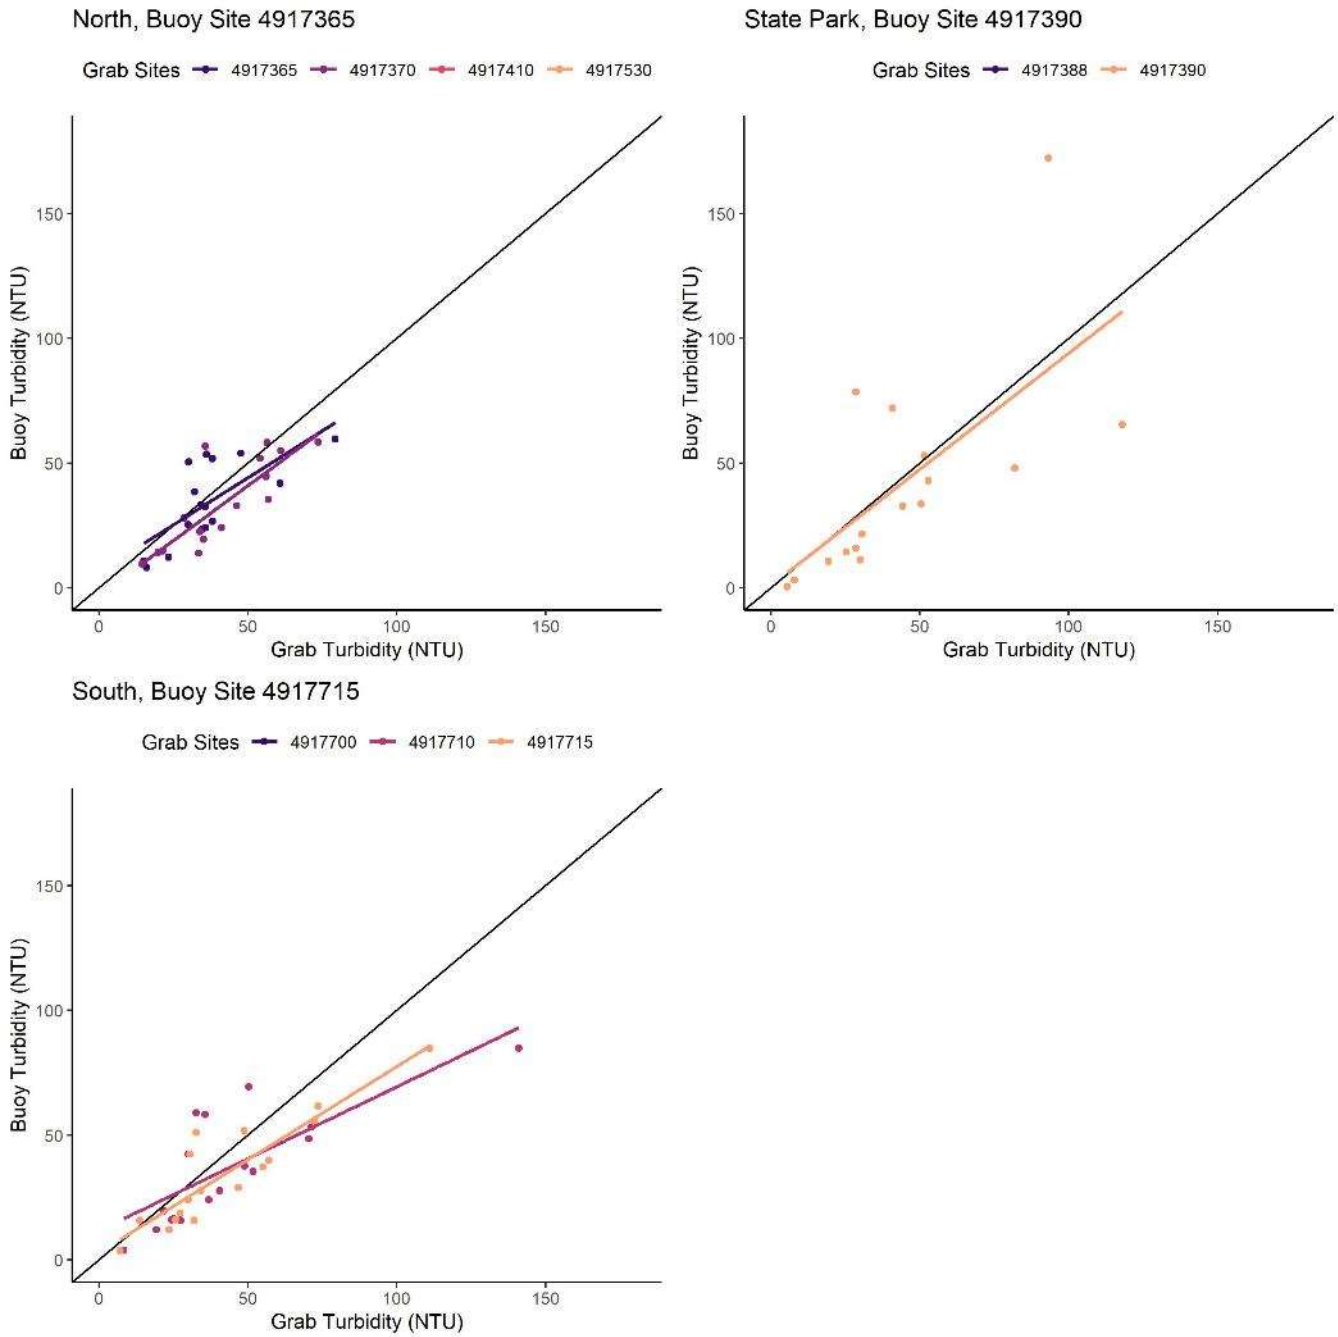 North, Buoy Site 4917365
Grab Sites 4917365 4917370 4917410 4917530
150
100
50
0
Buoy Turbidity (NTU)
0 50 100 150
Grab Turbidity (NTU)
State Park, Buoy Site 4917390
Grab Sites 4917388 4917390
150
100
50
0
Buoy Turbidity (NTU)
0 50 100 150
Grab Turbidity (NTU)
South, Buoy Site 4917715
Grab Sites 4917700 4917710 4917715
150
100
50
0
Buoy Turbidity (NTU)
0 50 100 150
Grab Turbidity (NTU)